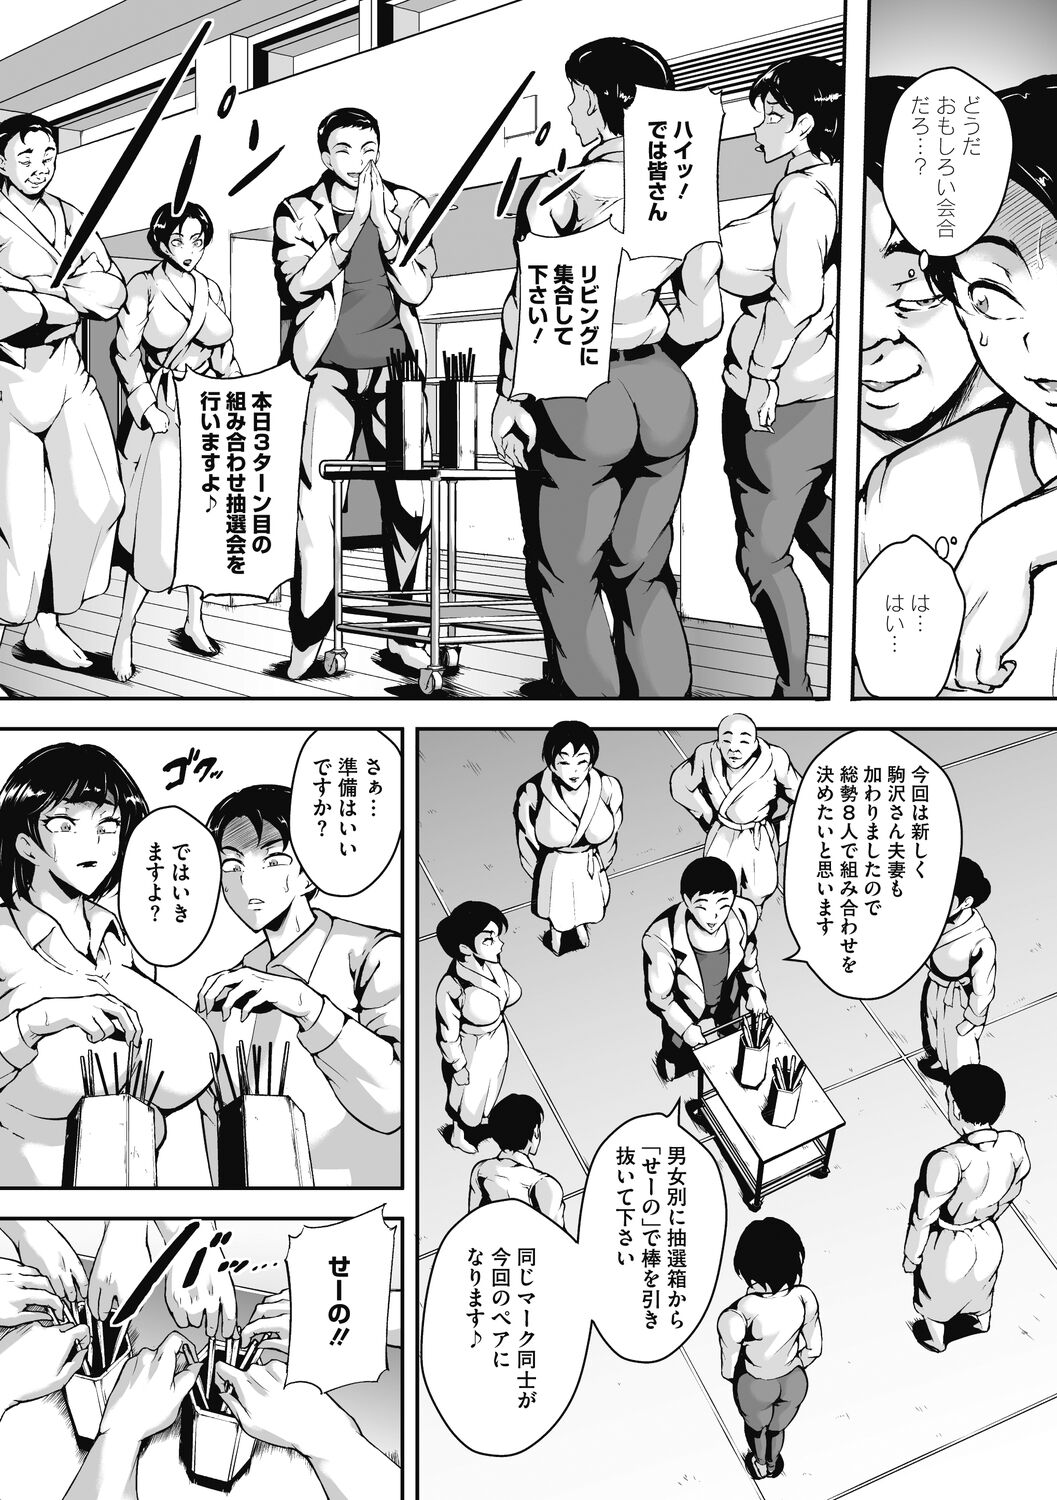 どうだ
おもしろい会合
だろ…？
は…
はい…
ハイッ！
では皆さん
リビングに
集合して
下さい！
本日３ターン目の
組み合わせ抽選会を
行いますよ♪
今回は新しく
駒沢さん夫妻も
加わりましたので
総勢８人で組み合わせを
決めたいと思います
男女別に抽選箱から
「せーの」で棒を引き
抜いて下さい
同じマーク同士が
今回のペアに
なります♪
さぁ…
準備はいい
ですか？
ゴクッ
ではいき
ますよ？
せーの!!
ザッ……